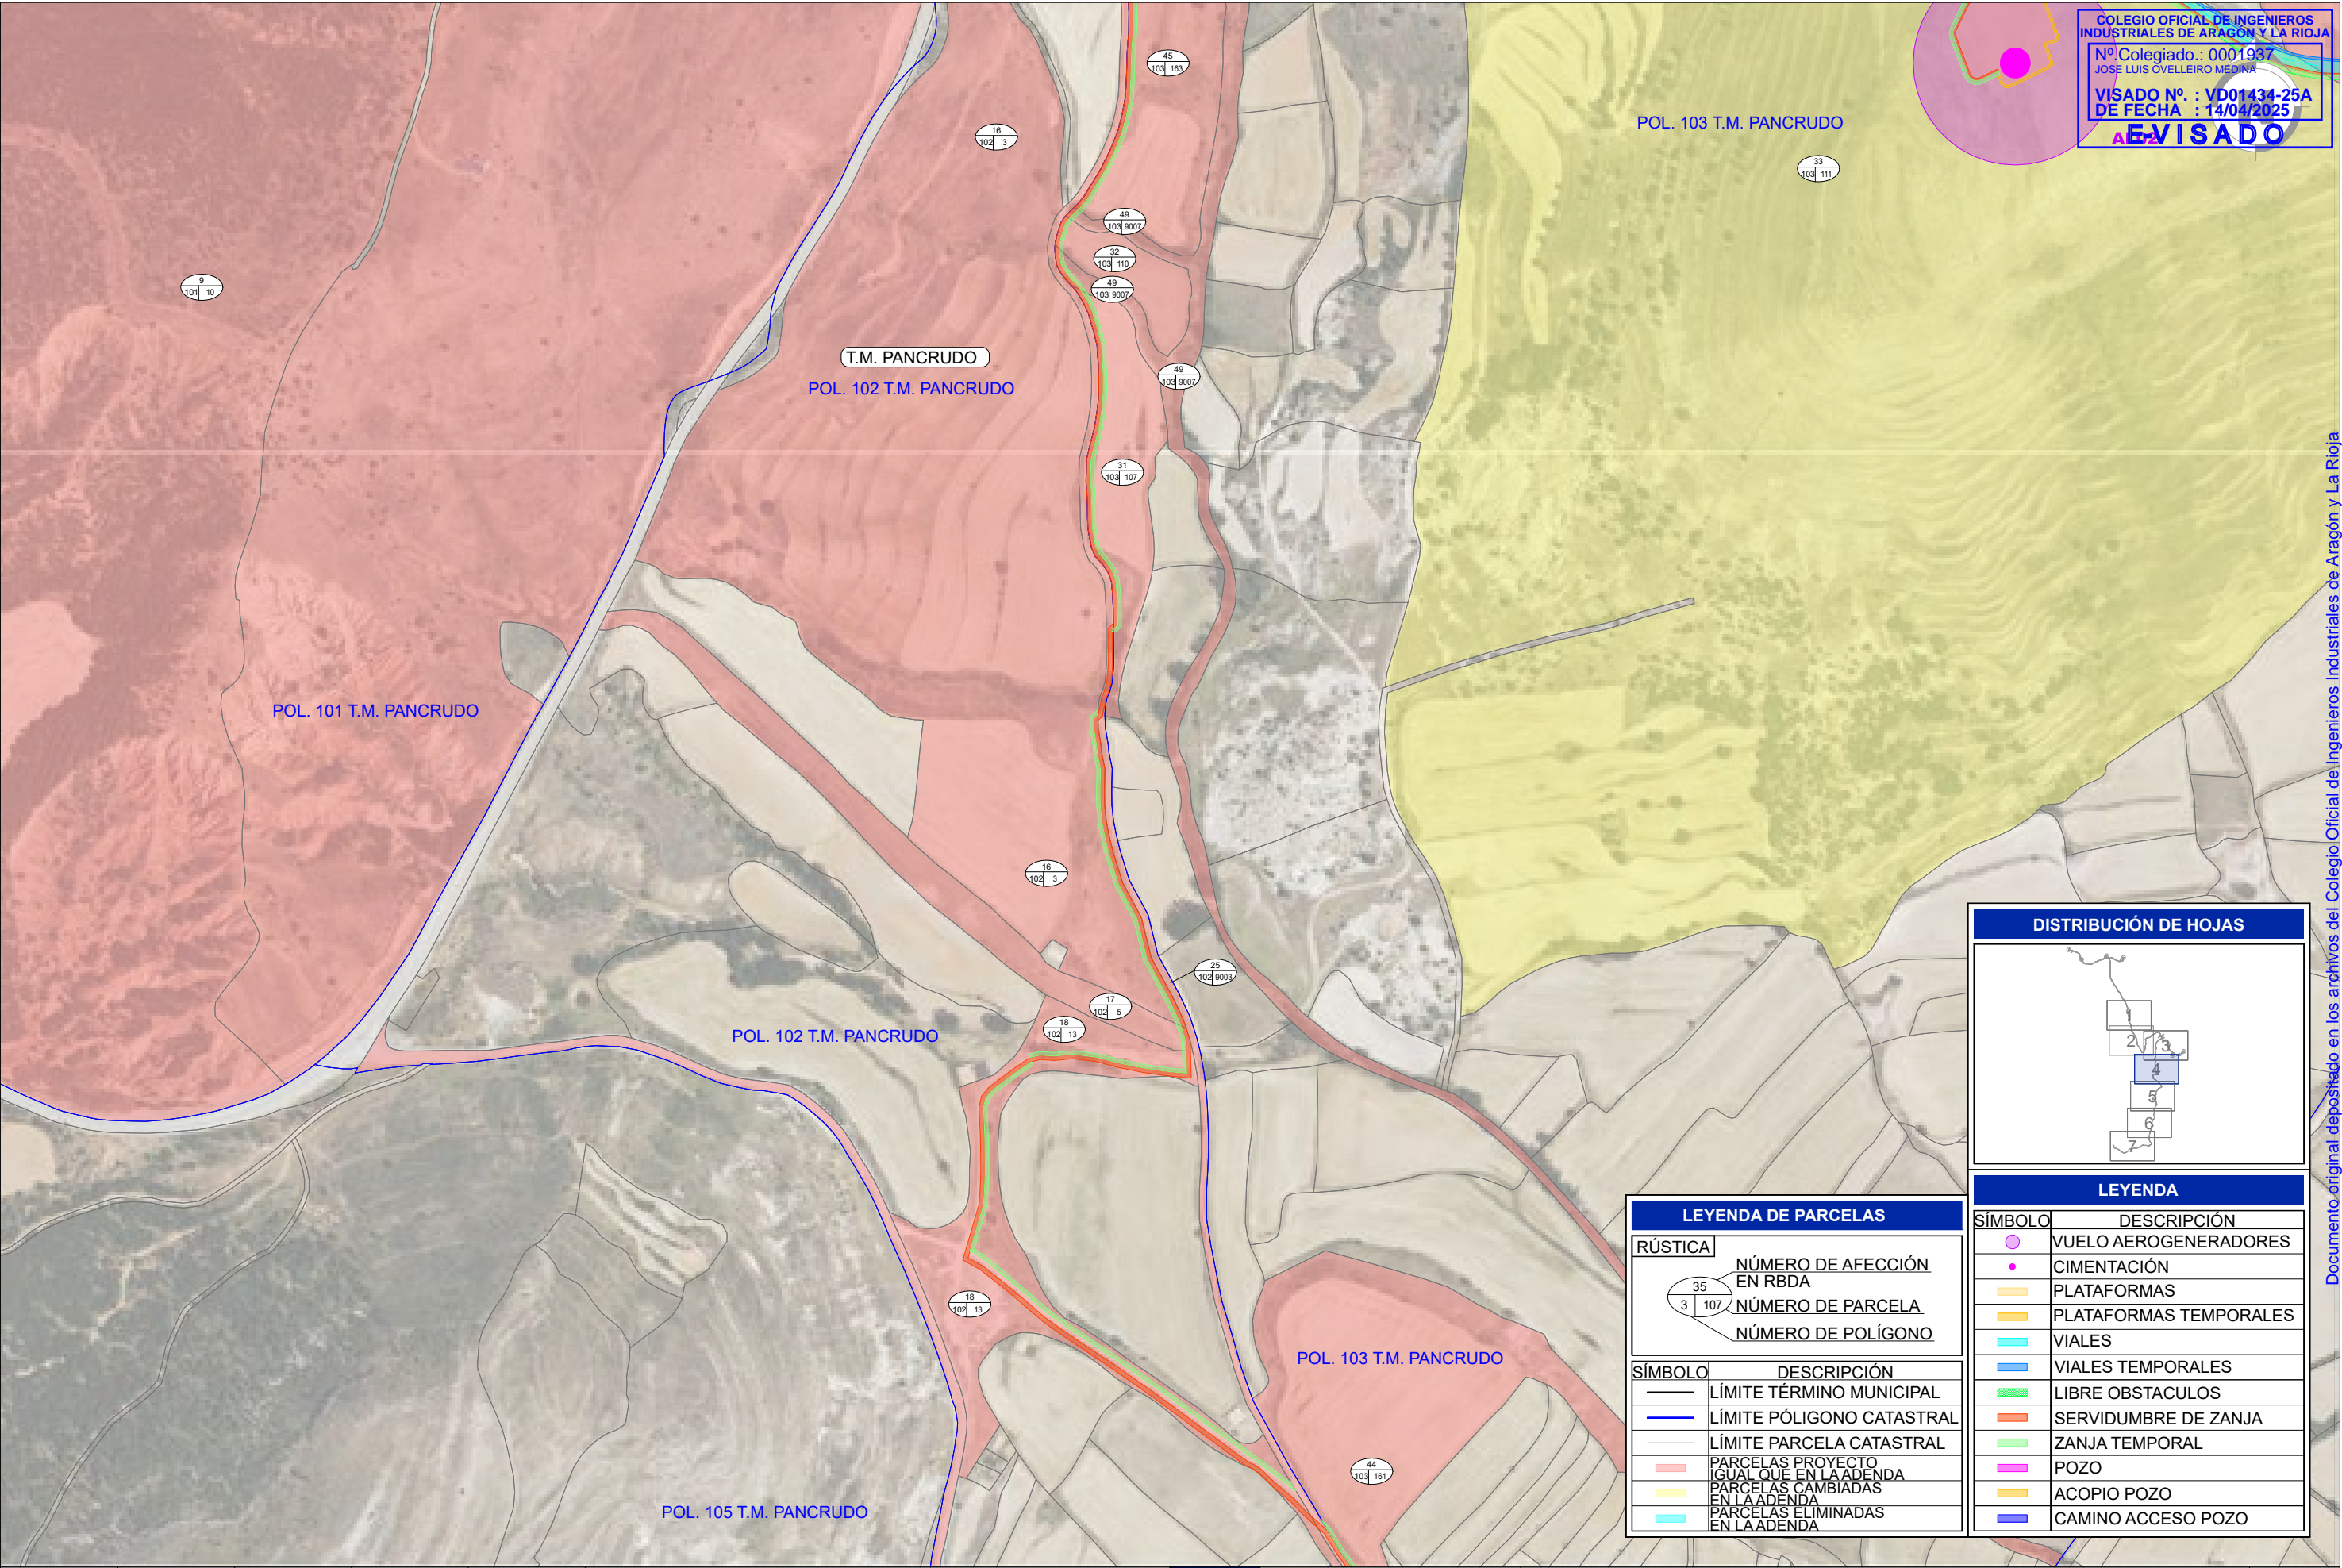 COLEGIO OFICIAL DE INGENIEROS
INDUSTRIALES DE ARAGÓN Y LA RIOJA
Nº.Colegiado.: 0001937
JOSE LUIS OVELLEIRO MEDINA
VISADO Nº. : VD01434-25A
DE FECHA : 14/04/2025
E-VISADO
45
103 163
16
102 3
POL. 103 T.M. PANCRUDO
33
103 111
49
103 9007
32
103 110
49
103 9007
9
101 10
T.M. PANCRUDO
POL. 102 T.M. PANCRUDO
49
103 9007
31
103 107
POL. 101 T.M. PANCRUDO
16
102 3
25
102 9003
17
102 5
18
102 13
POL. 102 T.M. PANCRUDO
18
102 13
POL. 103 T.M. PANCRUDO
44
103 161
POL. 105 T.M. PANCRUDO
DISTRIBUCIÓN DE HOJAS
1
2
3
4
5
6
7
LEYENDA DE PARCELAS
RÚSTICA
NÚMERO DE AFECCIÓN
EN RBDA
35
3 107
NÚMERO DE PARCELA
NÚMERO DE POLÍGONO
SÍMBOLO DESCRIPCIÓN
LÍMITE TÉRMINO MUNICIPAL
LÍMITE PÓLIGONO CATASTRAL
LÍMITE PARCELA CATASTRAL
PARCELAS PROYECTO
IGUAL QUE EN LA ADENDA
PARCELAS CAMBIADAS
EN LA ADENDA
PARCELAS ELIMINADAS
EN LA ADENDA
LEYENDA
SÍMBOLO DESCRIPCIÓN
VUELO AEROGENERADORES
CIMENTACIÓN
PLATAFORMAS
PLATAFORMAS TEMPORALES
VIALES
VIALES TEMPORALES
LIBRE OBSTACULOS
SERVIDUMBRE DE ZANJA
ZANJA TEMPORAL
POZO
ACOPIO POZO
CAMINO ACCESO POZO
Documento original depositado en los archivos del Colegio Oficial de Ingenieros Industriales de Aragón y La Rioja